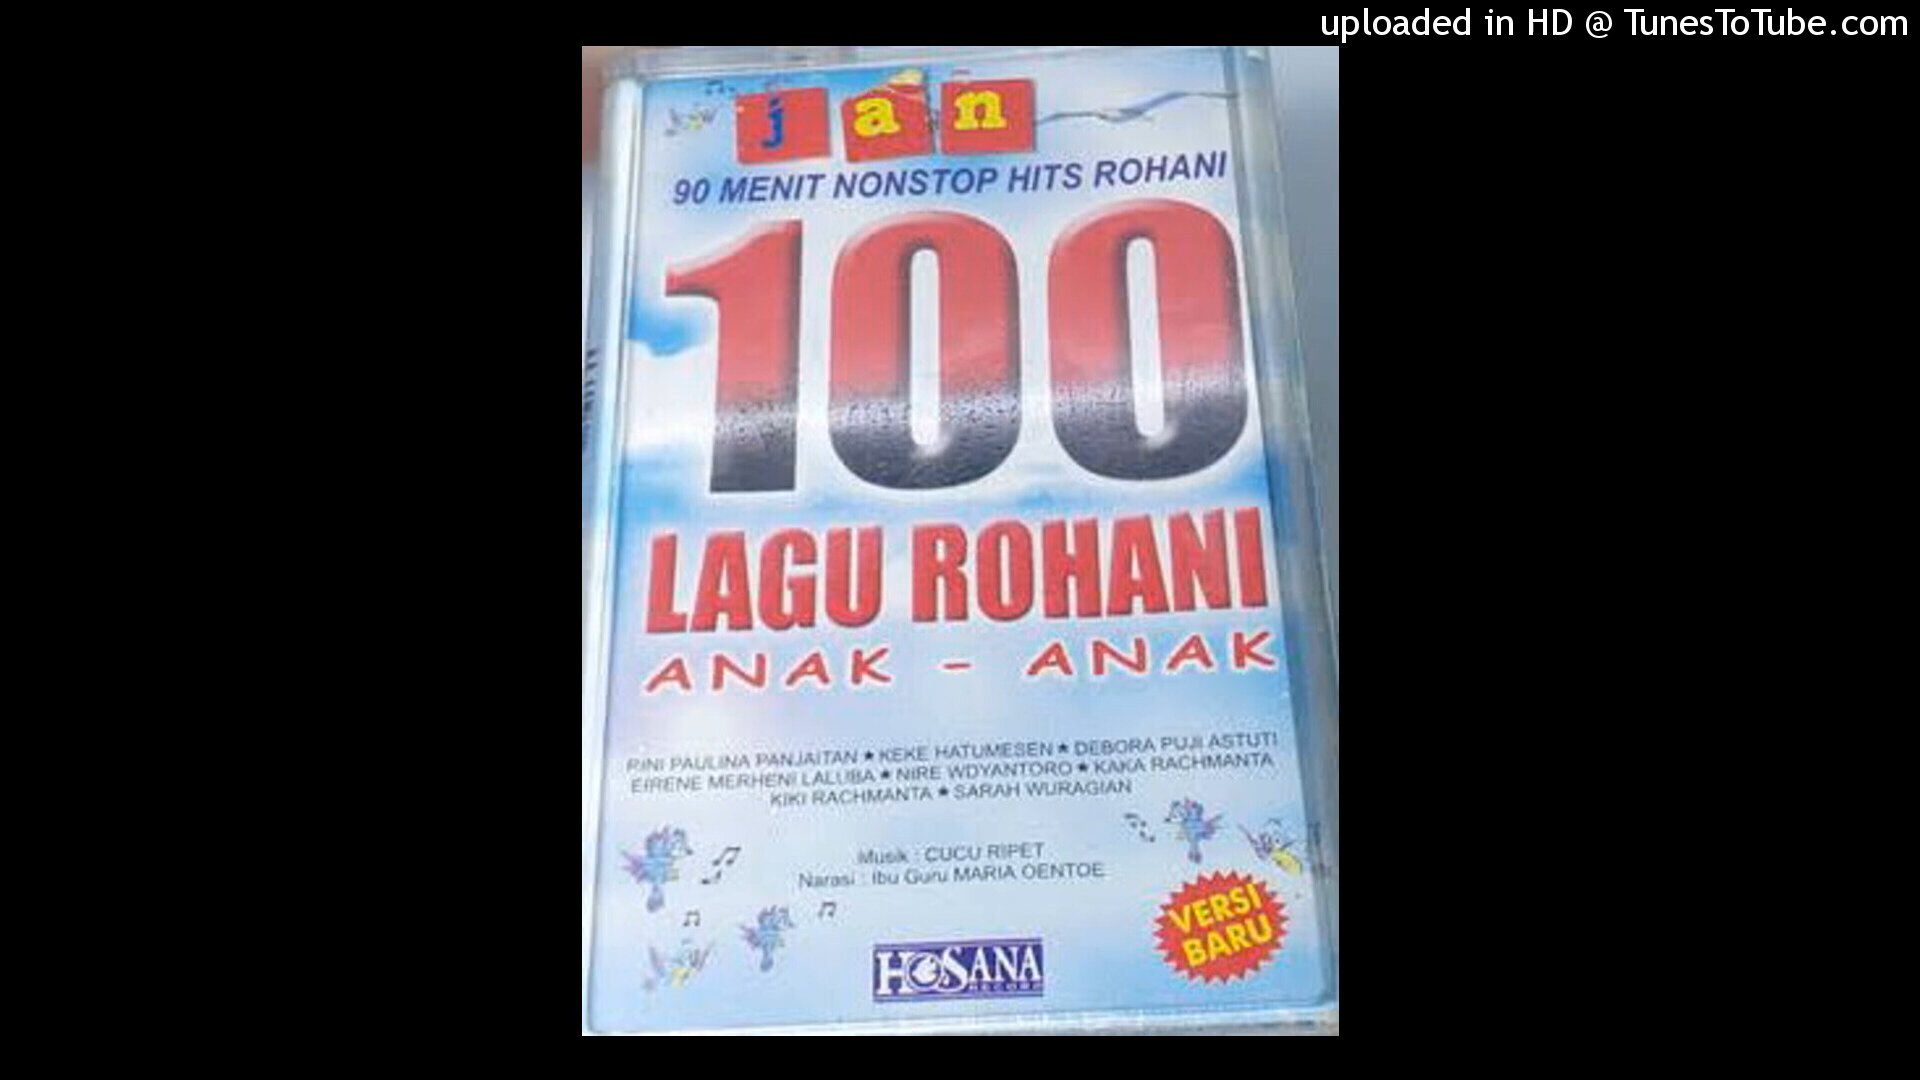 uploaded in HD @ TunesToTube.com
jan
90 MENIT NONSTOP HITS ROHANI
100
LAGU ROHANI
ANAK - ANAK
RINI PAULINA PANJAITAN ★ KEKE HATUMESEN ★ DEBORA PUJI ASTUTI
EIRENE MERHENI LALUBA ★ NIRE WDYANTORO ★ KAKA RACHMANTA
KIKI RACHMANTA ★ SARAH WURAGIAN
Musik : CUCU RIPET
Narasi : Ibu Guru MARIA OENTOE
VERSI
BARU
HOSANA
RECORD